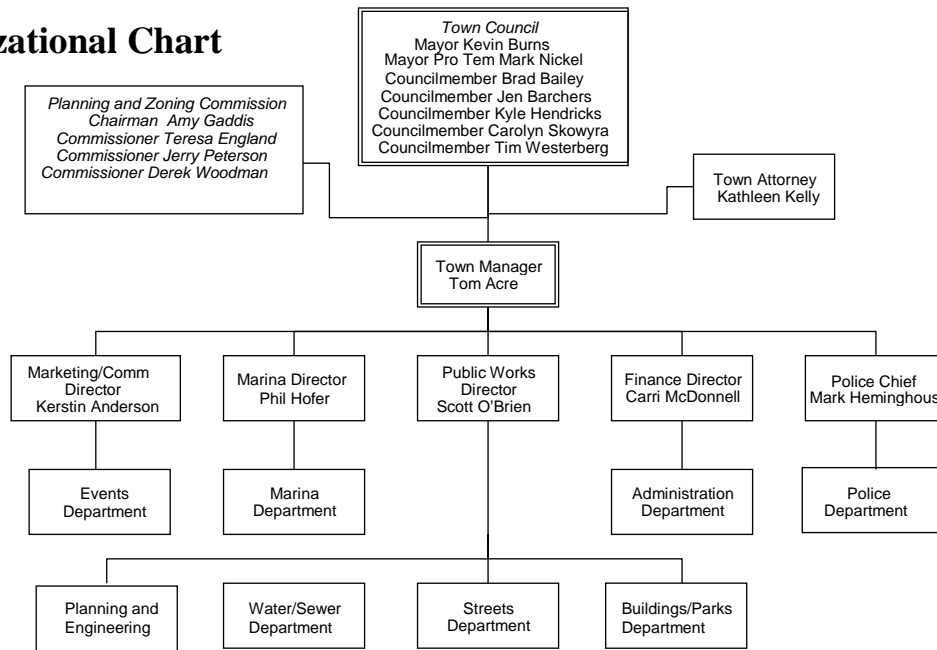 zational Chart
Town Council
Mayor Kevin Burns
Mayor Pro Tem Mark Nickel
Councilmember Brad Bailey
Councilmember Jen Barchers
Councilmember Kyle Hendricks
Councilmember Carolyn Skowyra
Councilmember Tim Westerberg
Planning and Zoning Commission
Chairman Amy Gaddis
Commissioner Teresa England
Commissioner Jerry Peterson
Commissioner Derek Woodman
Town Attorney
Kathleen Kelly
Town Manager
Tom Acre
Marketing/Comm
Director
Kerstin Anderson
Marina Director
Phil Hofer
Public Works
Director
Scott O'Brien
Finance Director
Carri McDonnell
Police Chief
Mark Heminghous
Events
Department
Marina
Department
Administration
Department
Police
Department
Planning and
Engineering
Water/Sewer
Department
Streets
Department
Buildings/Parks
Department